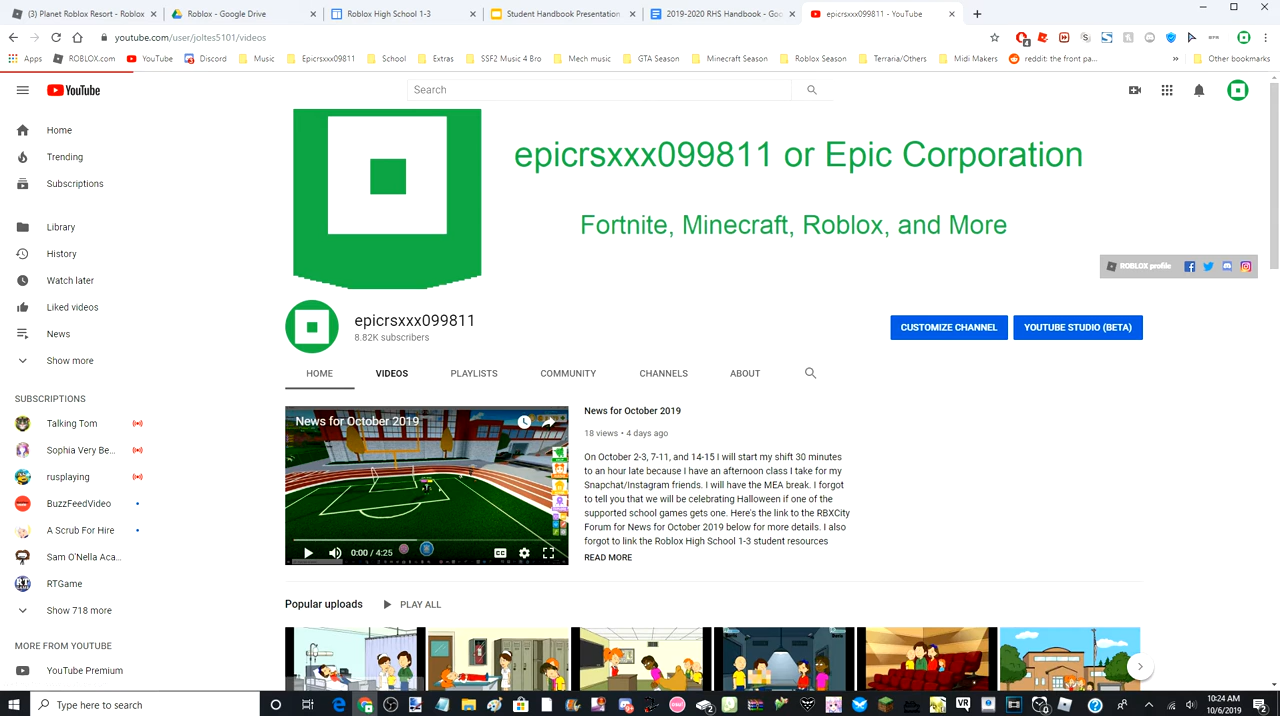 (3) Planet Roblox Resort - Roblox
Roblox - Google Drive
Roblox High School 1-3
Student Handbook Presentation
2019-2020 RHS Handbook - Goo
epicrsxxx099811 - YouTube
youtube.com/user/joltes5101/videos
Apps
ROBLOX.com
YouTube
Discord
Music
Epicrsxxx09811
School
Extras
SSF2 Music 4 Bro
Mech music
GTA Season
Minecraft Season
Roblox Season
Terraria/Others
Midi Makers
reddit: the front pa...
»
Other bookmarks
YouTube
Search
epicrsxxx099811 or Epic Corporation
Fortnite, Minecraft, Roblox, and More
ROBLOX profile
Home
Trending
Subscriptions
Library
History
Watch later
Liked videos
News
Show more
SUBSCRIPTIONS
Talking Tom
Sophia Very Be...
rusplaying
BuzzFeedVideo
A Scrub For Hire
Sam O'Nella Aca...
RTGame
Show 718 more
MORE FROM YOUTUBE
YouTube Premium
epicrsxxx099811
8.82K subscribers
CUSTOMIZE CHANNEL
YOUTUBE STUDIO (BETA)
HOME
VIDEOS
PLAYLISTS
COMMUNITY
CHANNELS
ABOUT
News for October 2019
0:00 / 4:25
CC
News for October 2019
18 views • 4 days ago
On October 2-3, 7-11, and 14-15 I will start my shift 30 minutes
to an hour late because I have an afternoon class I take for my
Snapchat/Instagram friends. I will have the MEA break. I forgot
to tell you that we will be celebrating Halloween if one of the
supported school games gets one. Here's the link to the RBXCity
Forum for News for October 2019 below for more details. I also
forgot to link the Roblox High School 1-3 student resources
READ MORE
Popular uploads
PLAY ALL
Type here to search
VR
10:24 AM
10/6/2019